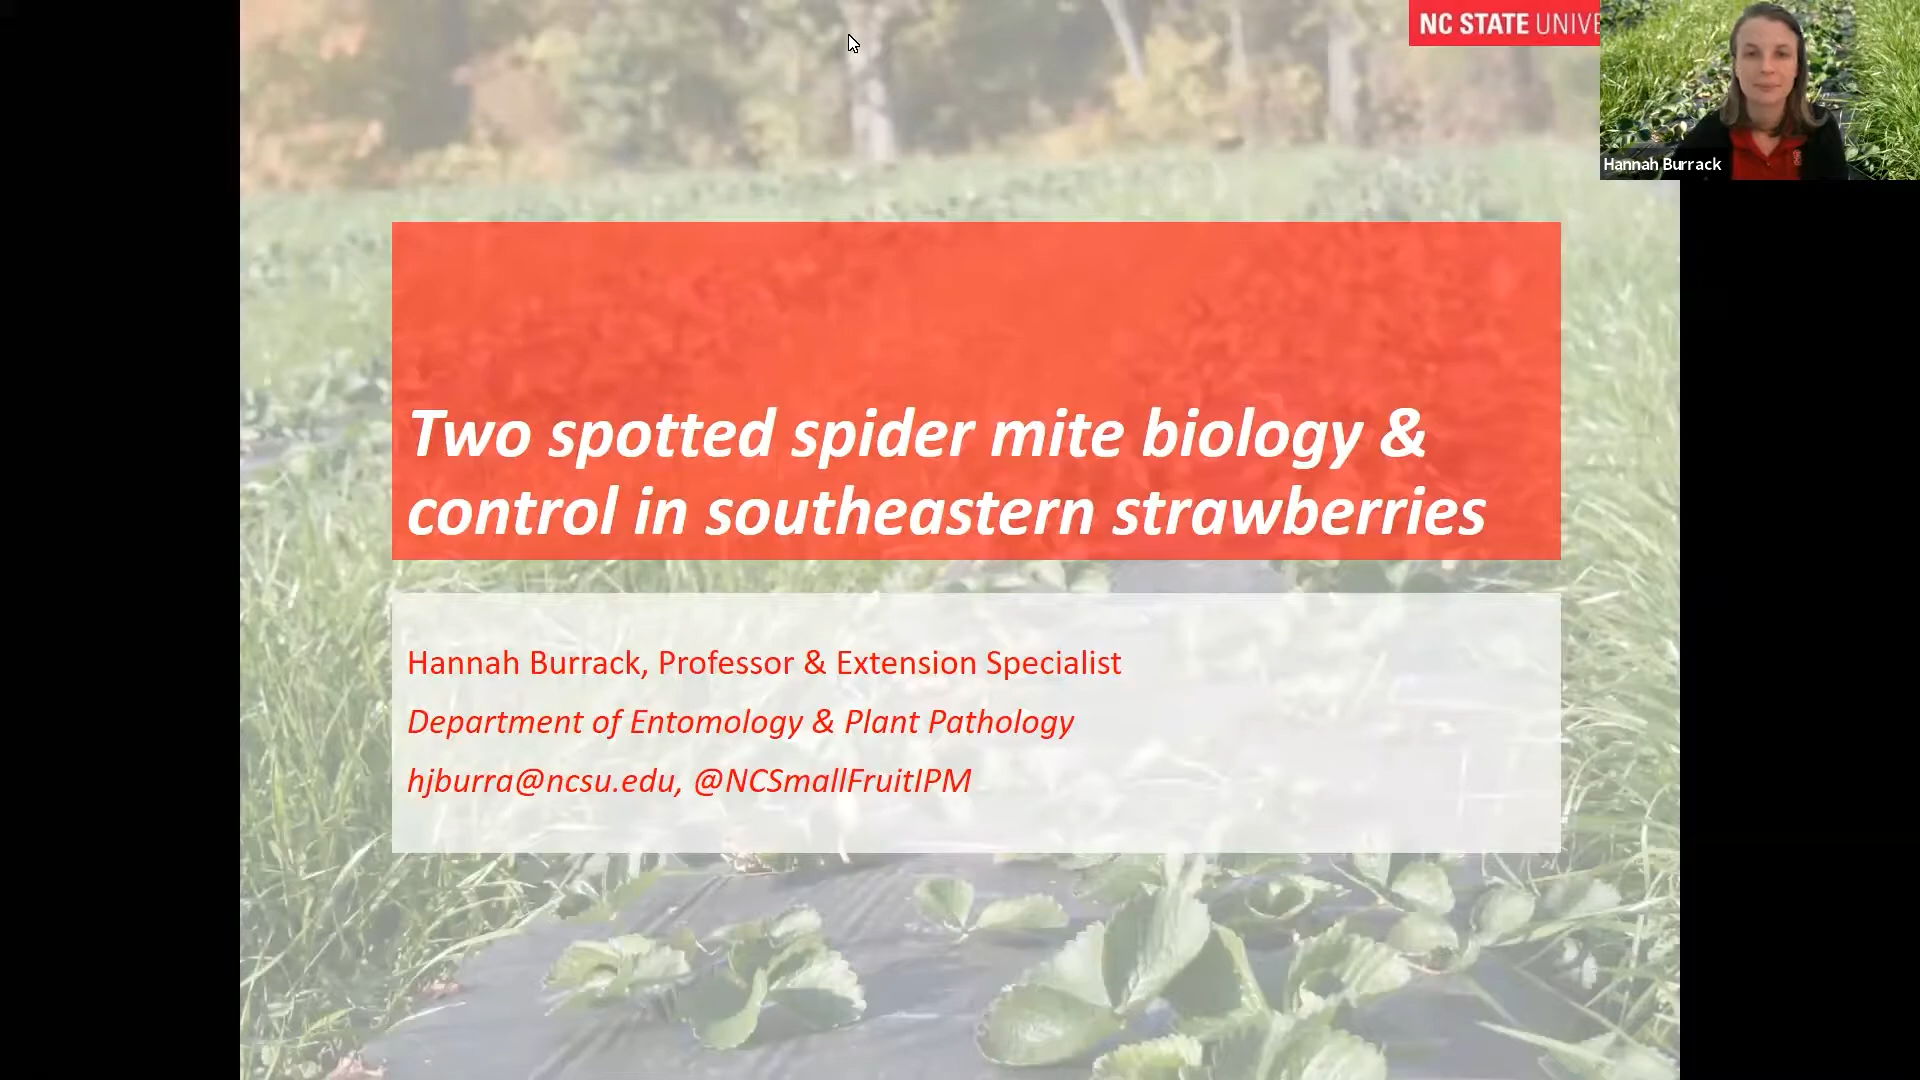 NC STATE UNIVE
Hannah Burrack
Two spotted spider mite biology &
control in southeastern strawberries
Hannah Burrack, Professor & Extension Specialist
Department of Entomology & Plant Pathology
hjburra@ncsu.edu, @NCSmallFruitIPM